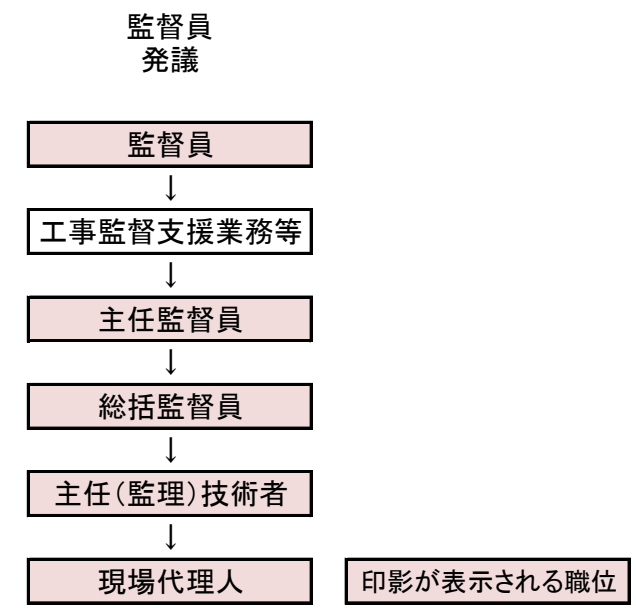 監督員
発議
監督員
↓
工事監督支援業務等
↓
主任監督員
↓
総括監督員
↓
主任(監理)技術者
↓
現場代理人
印影が表示される職位